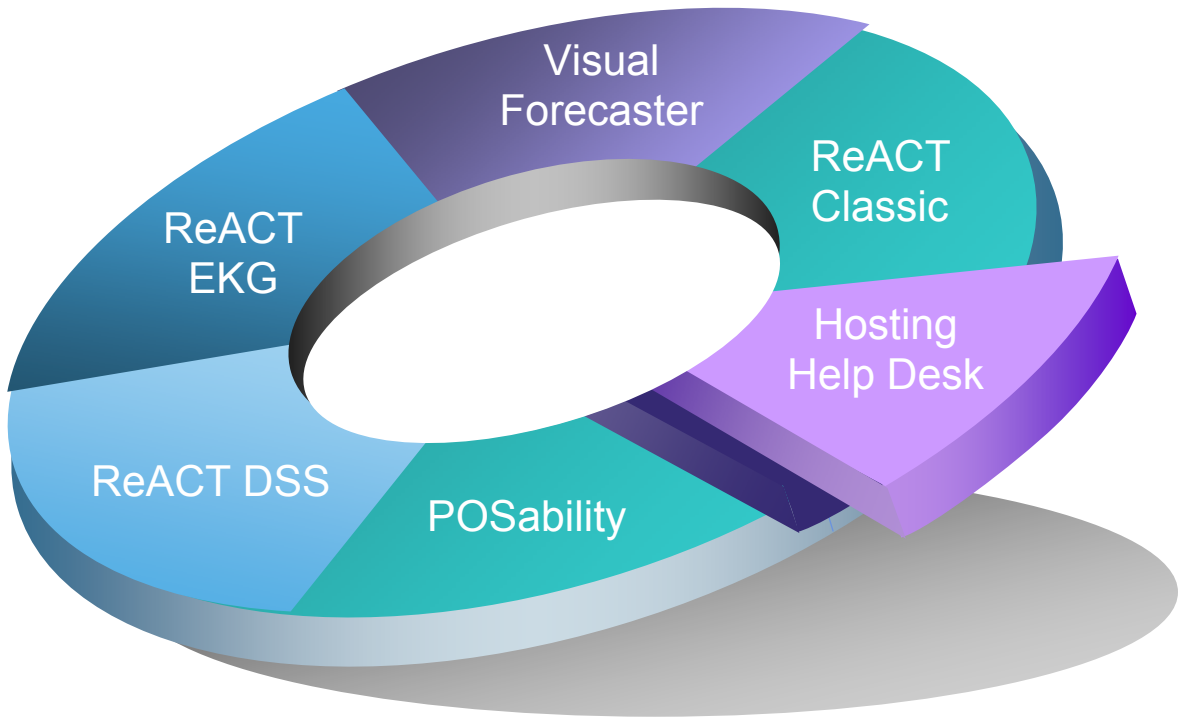 Visual
Forecaster
ReACT
Classic
ReACT
EKG
Hosting
Help Desk
ReACT DSS
POSability